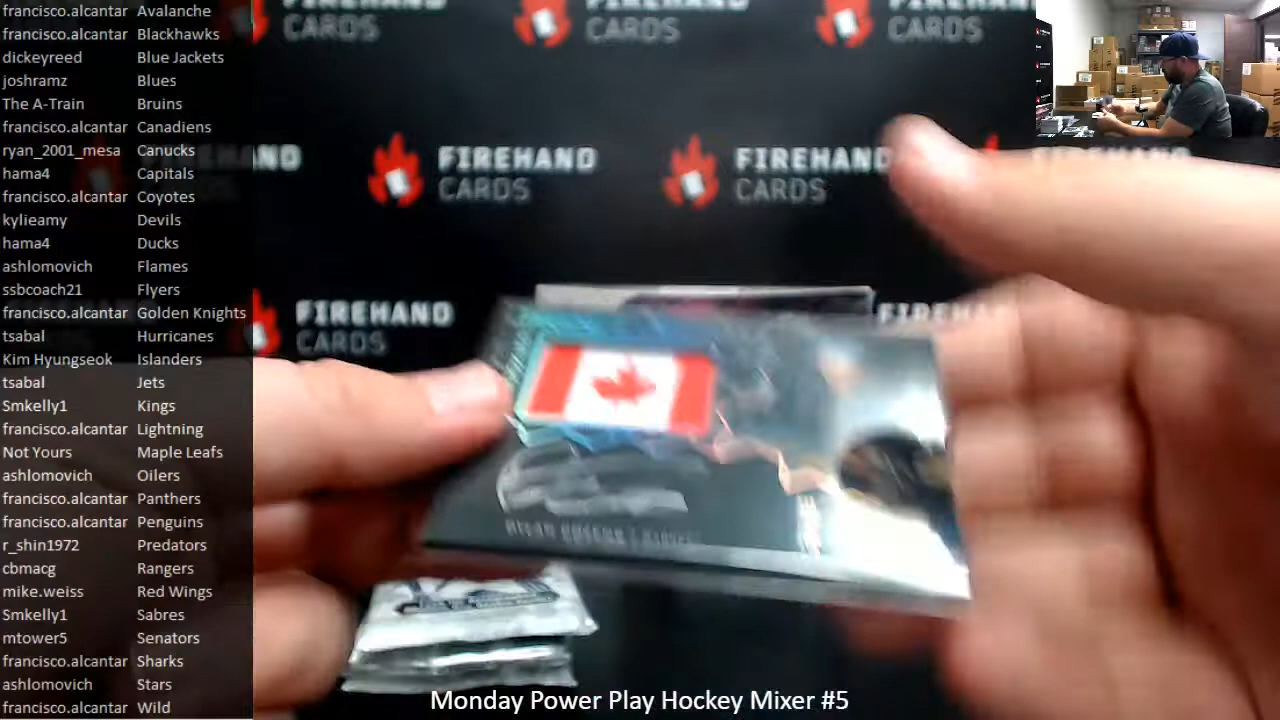 francisco.alcantar Avalanche
francisco.alcantar Blackhawks
dickeyreed Blue Jackets
joshramz Blues
The A-Train Bruins
francisco.alcantar Canadiens
ryan_2001_mesa Canucks
hama4 Capitals
francisco.alcantar Coyotes
kylieamy Devils
hama4 Ducks
ashlomovich Flames
ssbcoach21 Flyers
francisco.alcantar Golden Knights
tsabal Hurricanes
Kim Hyungseok Islanders
tsabal Jets
Smkelly1 Kings
francisco.alcantar Lightning
Not Yours Maple Leafs
ashlomovich Oilers
francisco.alcantar Panthers
francisco.alcantar Penguins
r_shin1972 Predators
cbmacg Rangers
mike.weiss Red Wings
Smkelly1 Sabres
mtower5 Senators
francisco.alcantar Sharks
ashlomovich Stars
francisco.alcantar Wild
FIREHAND
CARDS
FIREHAND
CARDS
FIREHAND
CARDS
FIREHAND
CARDS
FIREHAND
CARDS
FIREHAND
CARDS
FIREHAND
Monday Power Play Hockey Mixer #5